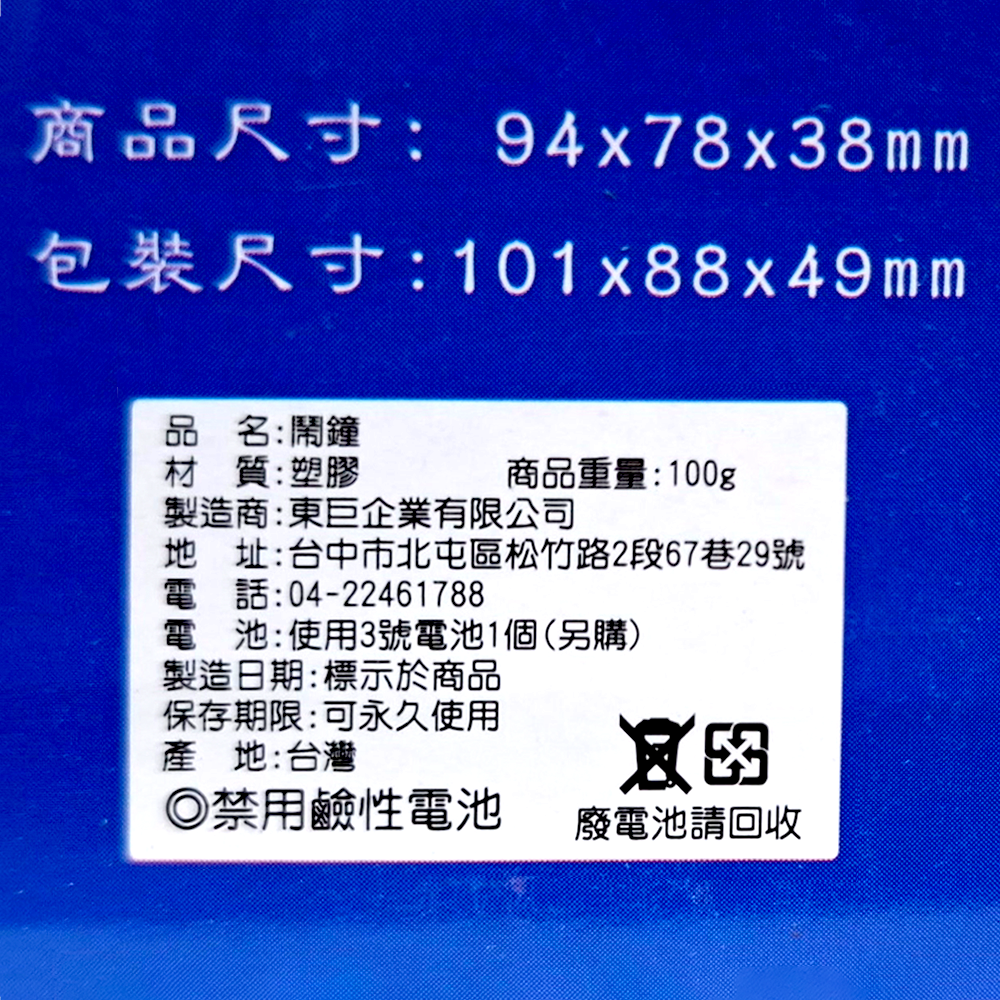 商品尺寸: 94x78x38mm
包裝尺寸:101x88x49mm
品 名:鬧鐘
材 質:塑膠 商品重量:100g
製造商:東巨企業有限公司
地 址:台中市北屯區松竹路2段67巷29號
電 話:04-22461788
電 池:使用3號電池1個(另購)
製造日期:標示於商品
保存期限:可永久使用
產 地:台灣
◎禁用鹼性電池
廢電池請回收